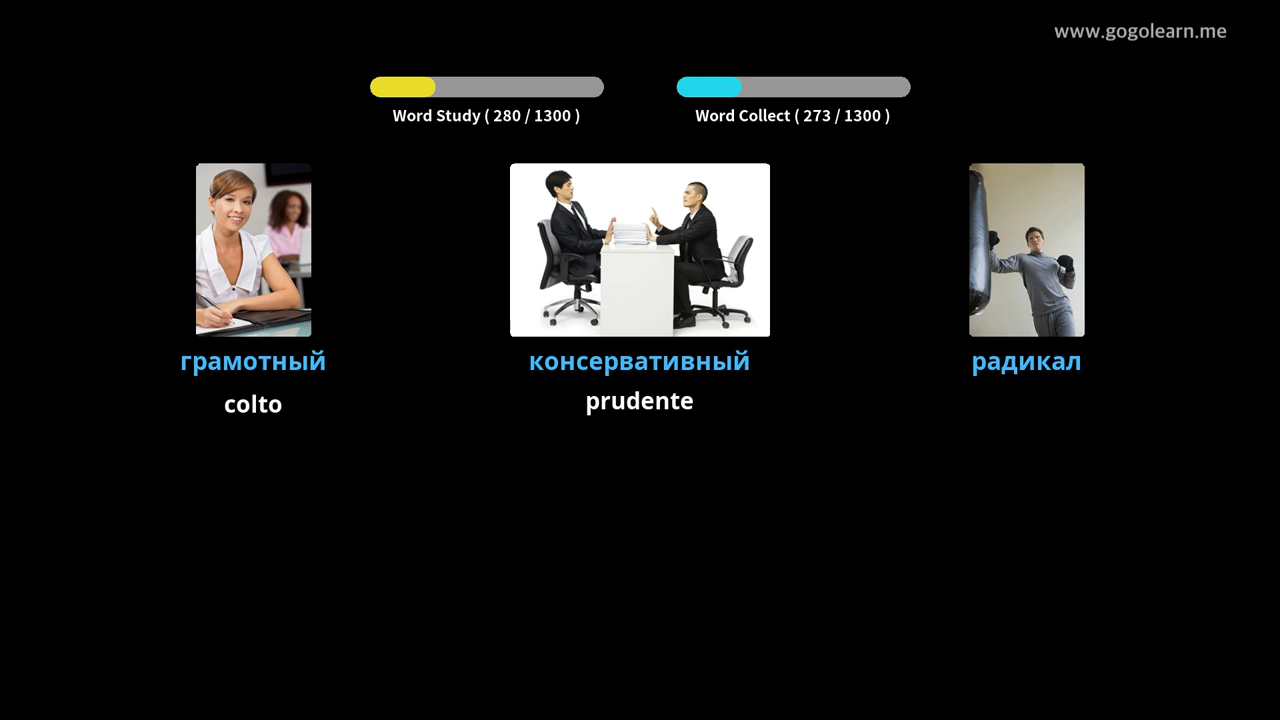 www.gogolearn.me
Word Study ( 280 / 1300 )
Word Collect ( 273 / 1300 )
грамотный
консервативный
радикал
colto
prudente